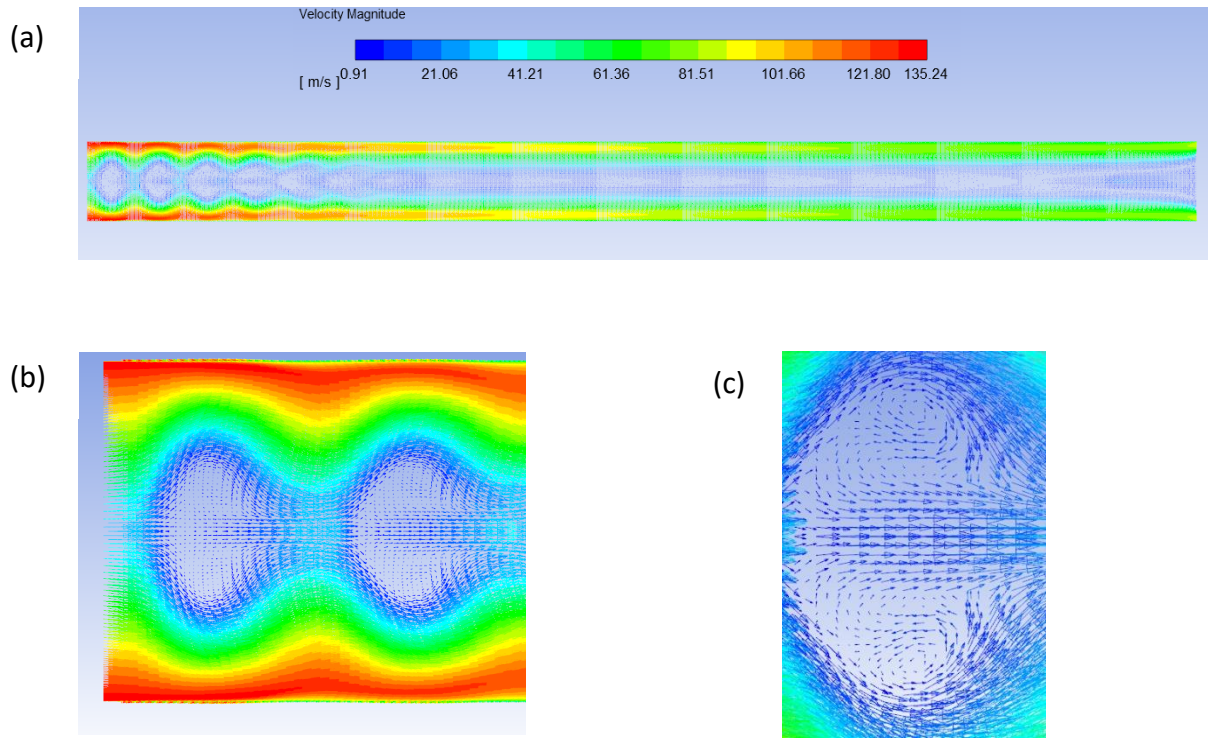 (a)
Velocity Magnitude
[ m/s ] 0.91 21.06 41.21 61.36 81.51 101.66 121.80 135.24
(b)
(c)